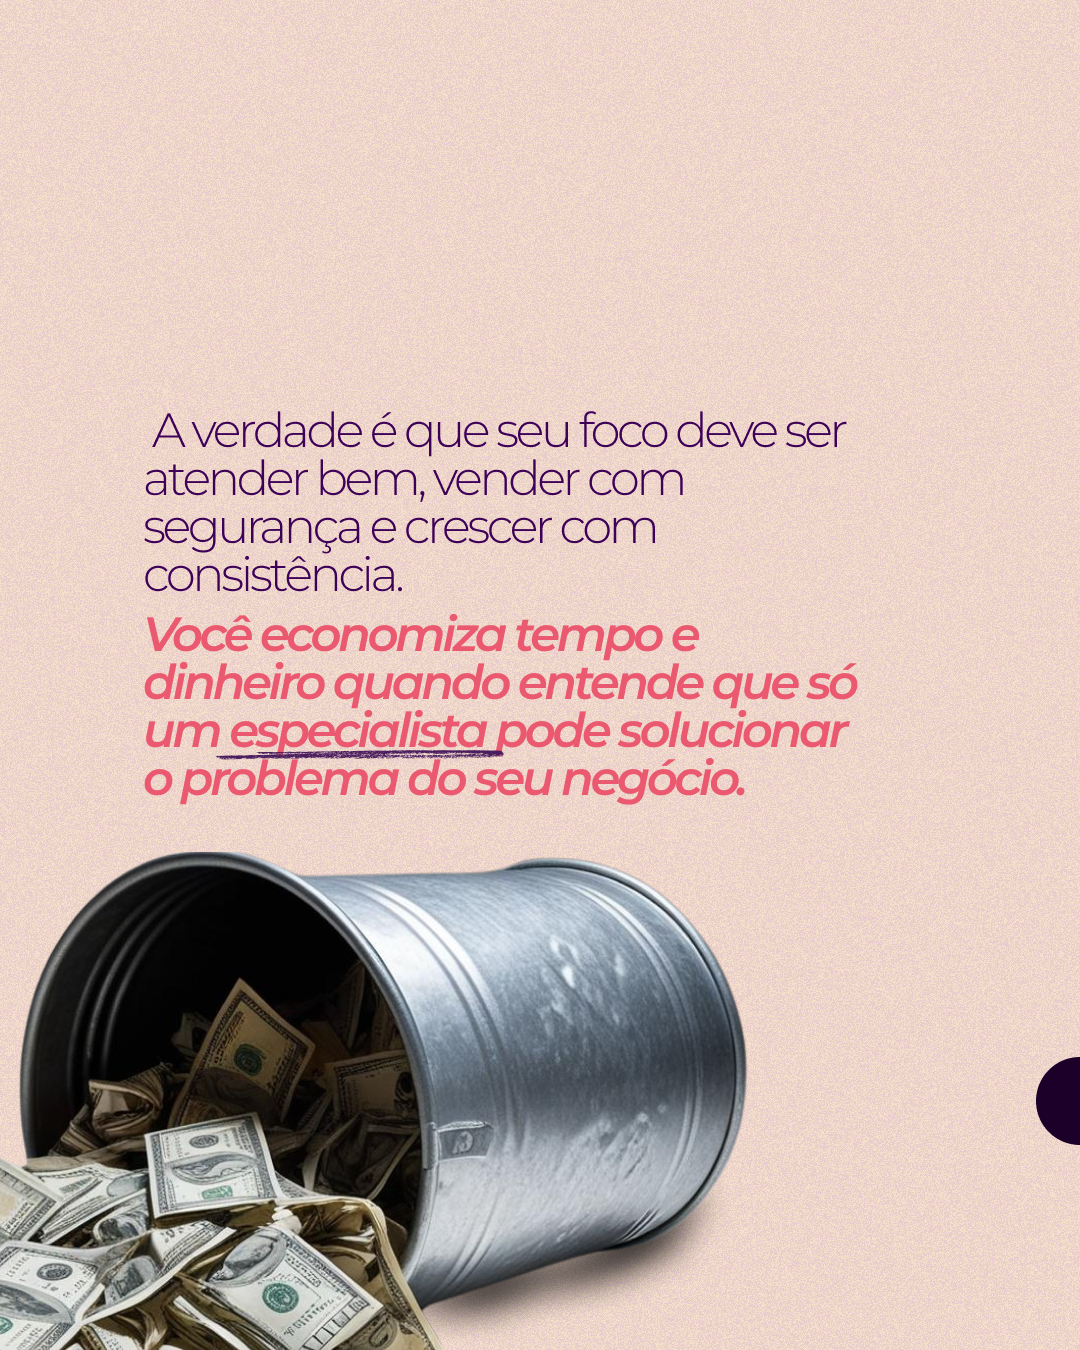 A verdade é que seu foco deve ser
atender bem, vender com
segurança e crescer com
consistência.
Você economiza tempo e
dinheiro quando entende que só
um especialista pode solucionar
o problema do seu negócio.